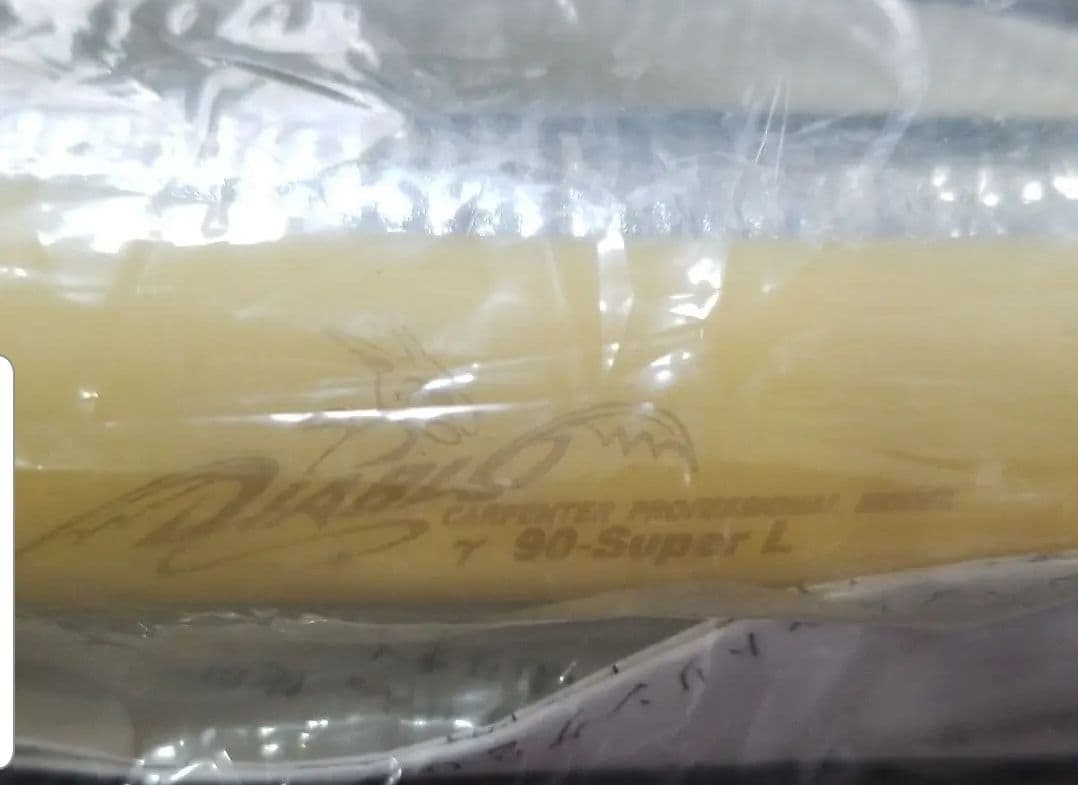 DIABLO
CARPENTER PROFESSIONAL
90-Super L